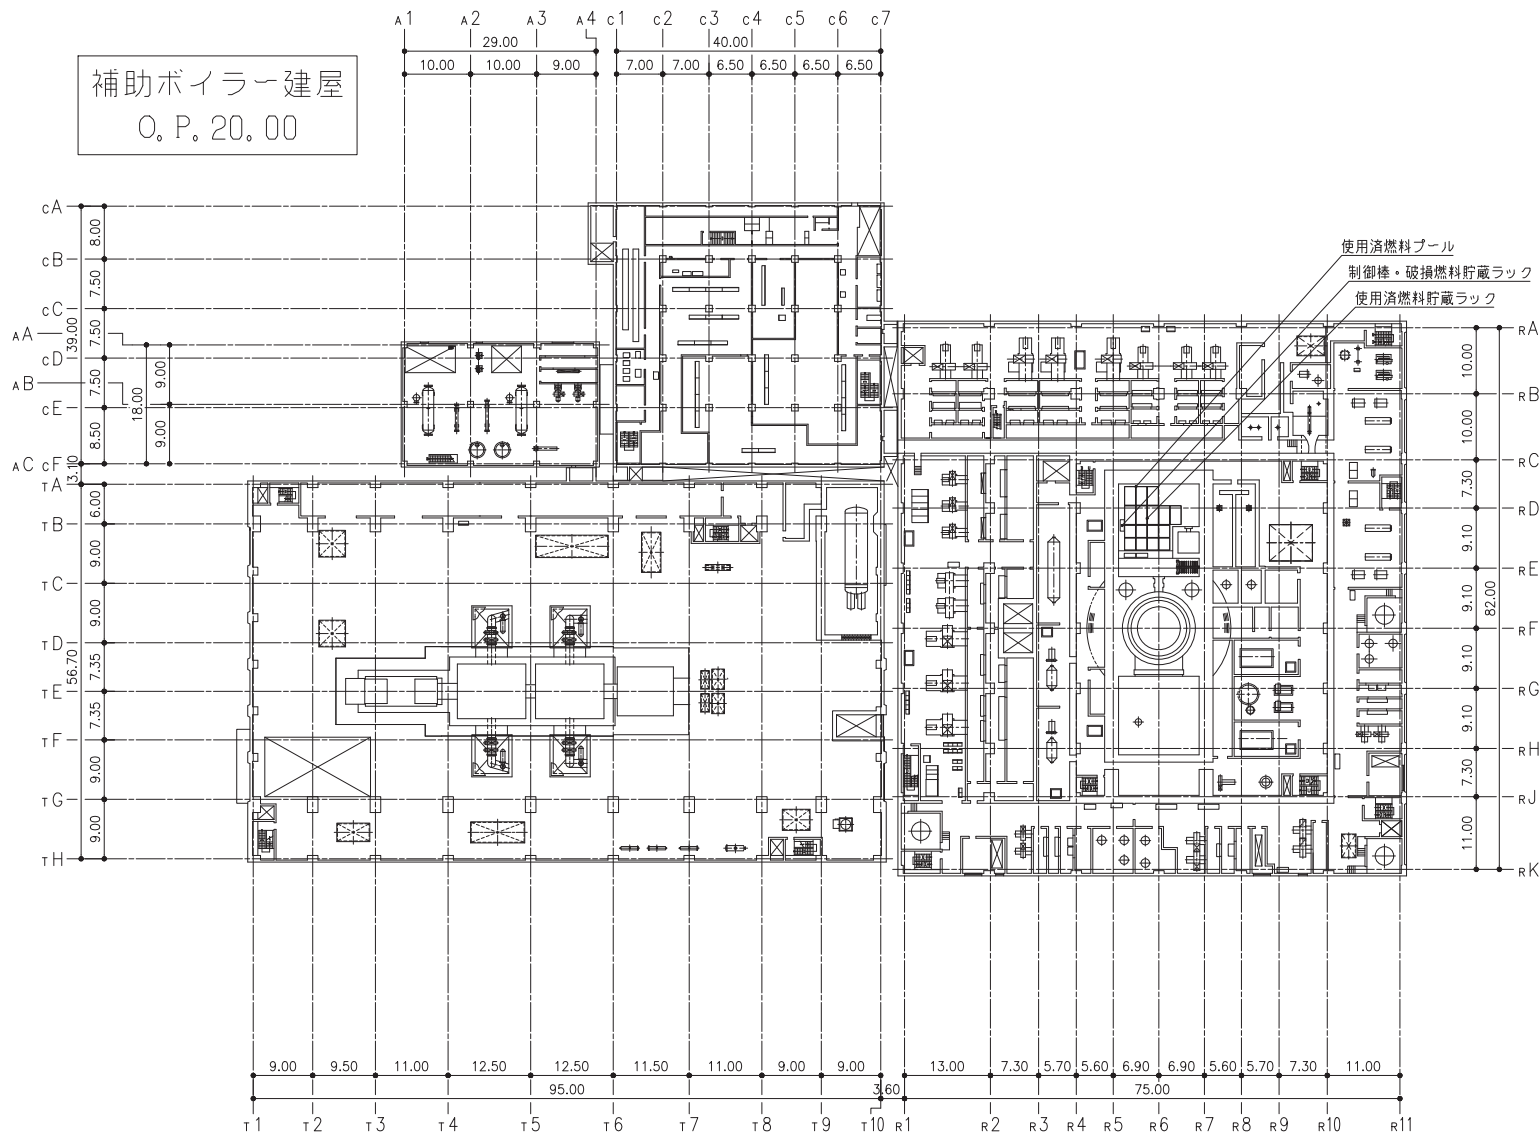 A1 A2 A3 A4 C1 C2 C3 C4 C5 C6 C7
29.00 40.00
10.00 10.00 9.00 7.00 7.00 6.50 6.50 6.50 6.50
補助ボイラー建屋
O.P.20.00
CA
8.00
CB
7.50
CC
AA
39.00
7.50
CD
AB
7.50
CE
8.50
AC CF
18.00
9.00
9.00
3.10
TA
6.00
TB
9.00
TC
9.00
TD
7.35
56.70
TE
7.35
TF
9.00
TG
9.00
TH
使用済燃料プール
制御棒・破損燃料貯蔵ラック
使用済燃料貯蔵ラック
RA
10.00
RB
10.00
RC
7.30
RD
9.10
RE
9.10
82.00
RF
9.10
RG
9.10
RH
7.30
RJ
11.00
RK
9.00 9.50 11.00 12.50 12.50 11.50 11.00 9.00 9.00 13.00 7.30 5.70 5.60 6.90 6.90 5.60 5.70 7.30 11.00
95.00 3.60 75.00
T1 T2 T3 T4 T5 T6 T7 T8 T9 T10 R1 R2 R3 R4 R5 R6 R7 R8 R9 R10 R11